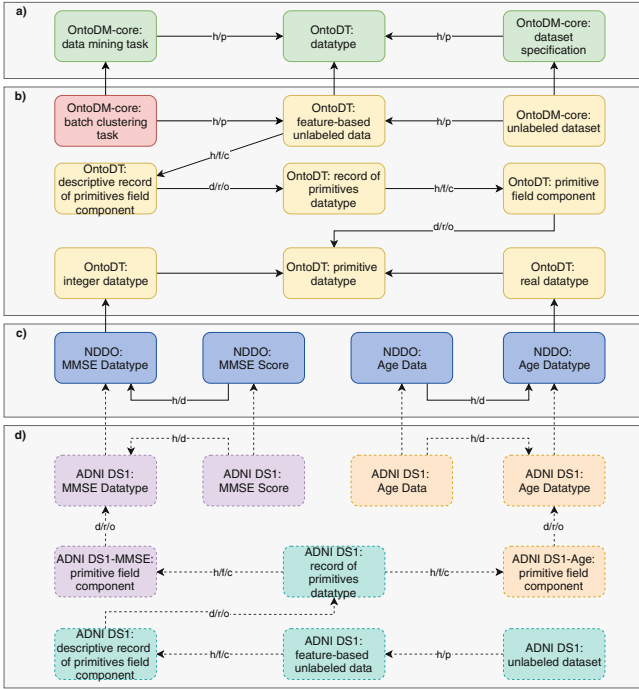 a)
OntoDM-core:
data mining task
h/p
OntoDT:
datatype
h/p
OntoDM-core:
dataset
specification
b)
OntoDM-core:
batch clustering
task
h/p
OntoDT:
feature-based
unlabeled data
h/p
OntoDM-core:
unlabeled dataset
h/f/c
OntoDT:
descriptive record
of primitives field
component
d/r/o
OntoDT: record of
primitives
datatype
h/f/c
OntoDT: primitive
field component
d/r/o
OntoDT:
integer datatype
OntoDT: primitive
datatype
OntoDT:
real datatype
c)
NDDO:
MMSE Datatype
NDDO:
MMSE Score
NDDO:
Age Data
NDDO:
Age Datatype
h/d
h/d
d)
h/d
h/d
ADNI DS1:
MMSE Datatype
ADNI DS1:
MMSE Score
ADNI DS1:
Age Data
ADNI DS1:
Age Datatype
d/r/o
d/r/o
ADNI DS1-MMSE:
primitive field
component
h/f/c
ADNI DS1:
record of
primitives
datatype
h/f/c
ADNI DS1-Age:
primitive field
component
d/r/o
ADNI DS1:
descriptive record
of primitives field
component
h/f/c
ADNI DS1:
feature-based
unlabeled data
h/p
ADNI DS1:
unlabeled dataset